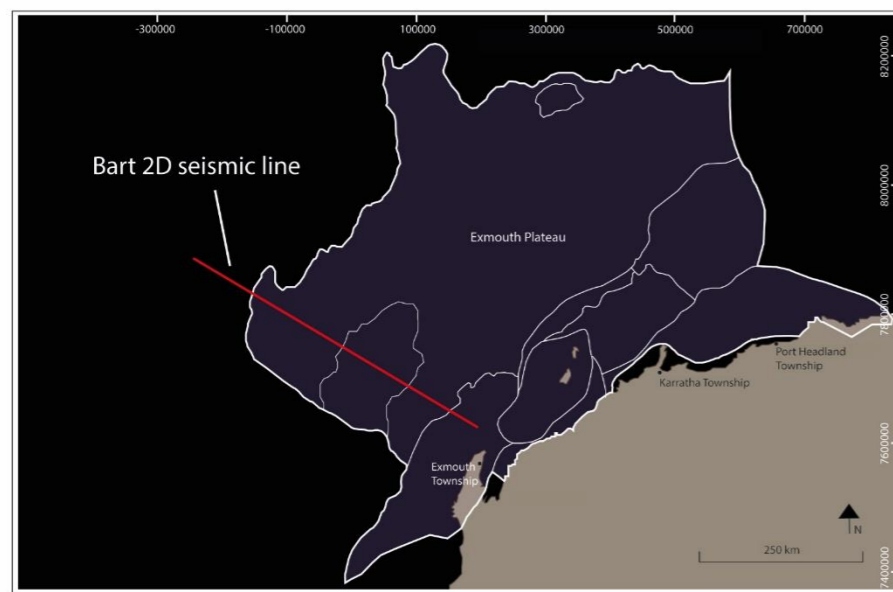 -300000
-100000
100000
300000
500000
700000
8200000
Bart 2D seismic line
8000000
Exmouth Plateau
7800000
Port Headland
Township
Karratha Township
7600000
Exmouth
Township
N
250 km
7400000